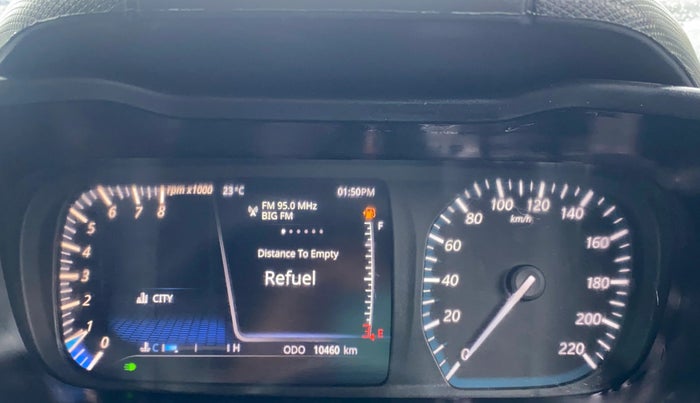 rpm x1000 23°C 01:50PM
FM 95.0 MHz
BIG FM
Distance To Empty
Refuel
F
E
CITY
C H ODO 10460 km
0 1 2 3 4 5 6 7 8
0 20 40 60 80 100 120 140 160 180 200 220
km/h